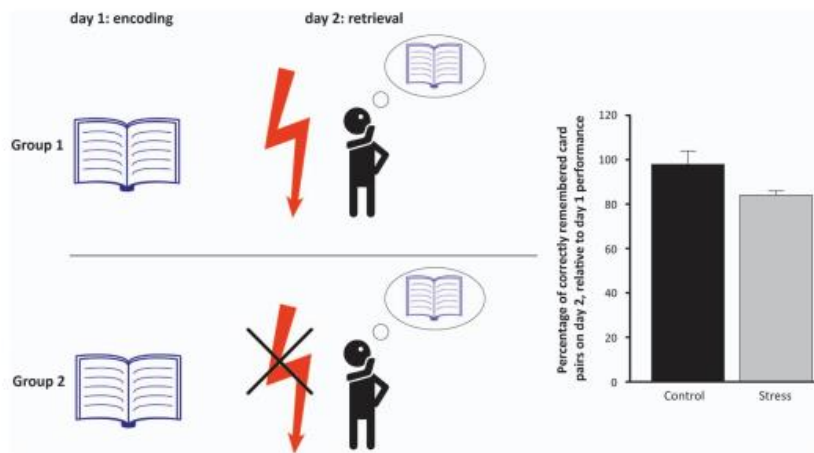 day 1: encoding
day 2: retrieval
Group 1
Group 2
Percentage of correctly remembered card
pairs on day 2, relative to day 1 performance
120
100
80
60
40
20
0
Control
Stress